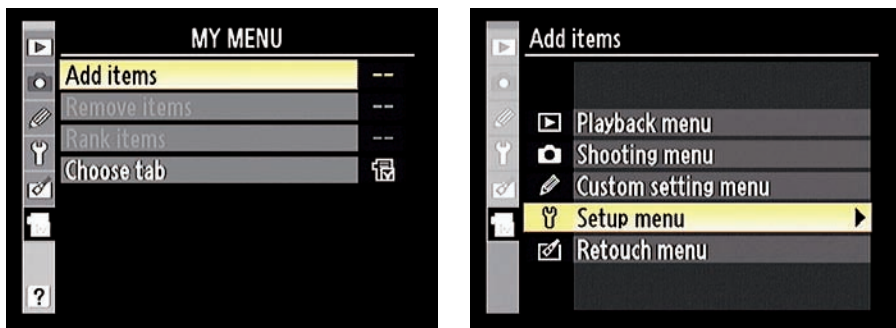 MY MENU
Add items --
Remove items --
Rank items --
Choose tab
?
Add items
Playback menu
Shooting menu
Custom setting menu
Setup menu
Retouch menu